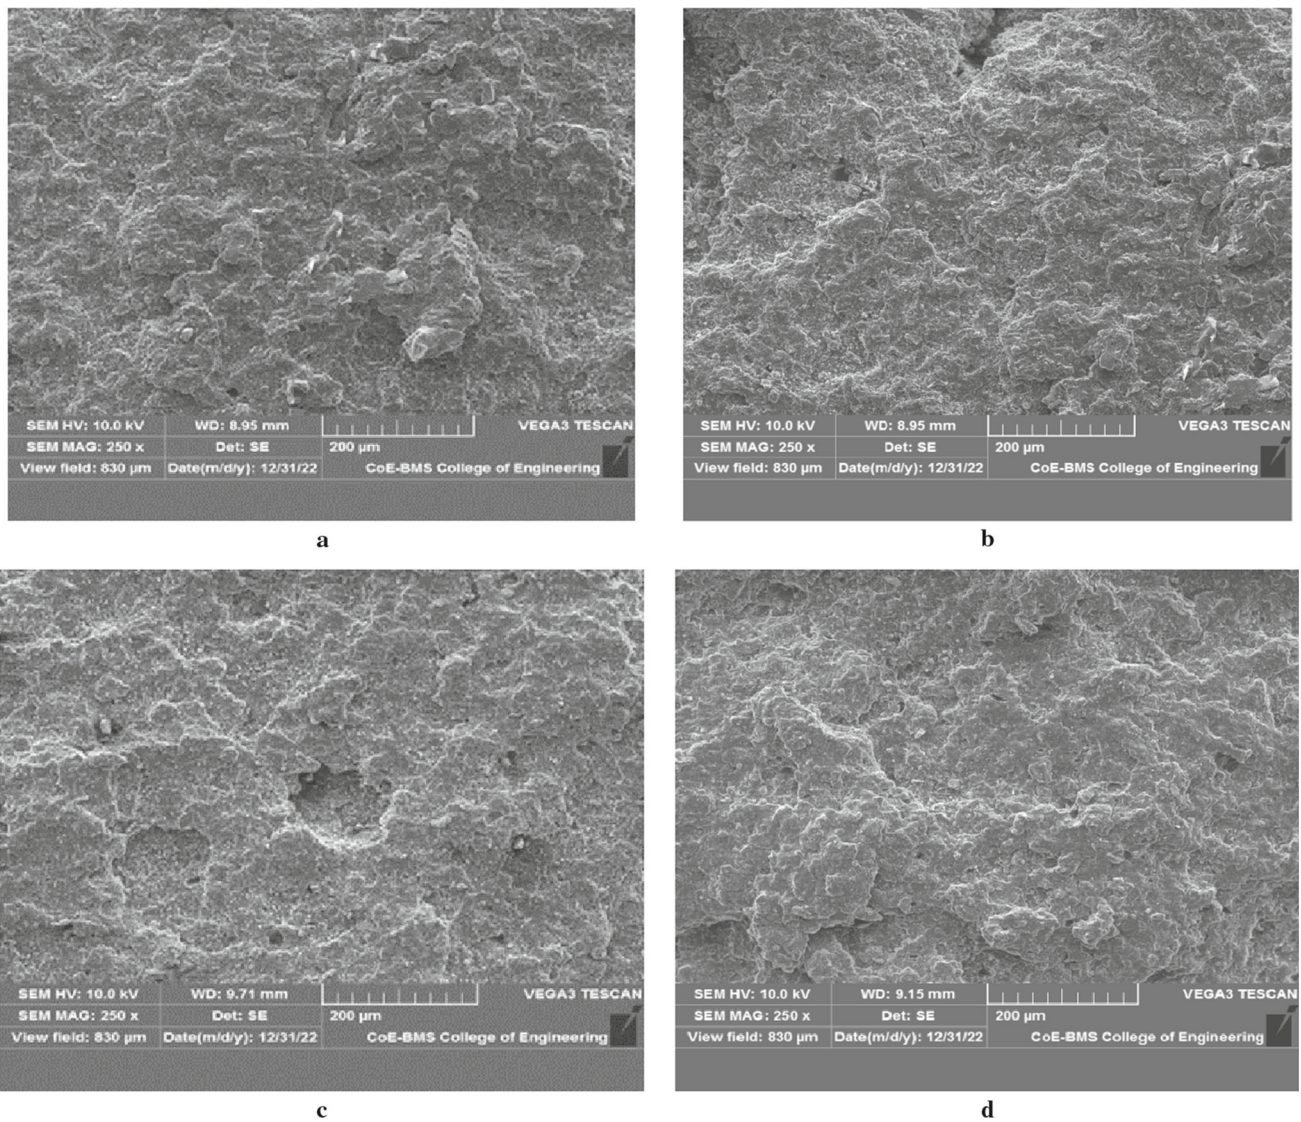 SEM HV: 10.0 kV WD: 8.95 mm VEGA3 TESCAN
SEM MAG: 250 x Det: SE 200 µm
View field: 830 µm Date(m/d/y): 12/31/22 CoE-BMS College of Engineering
a
SEM HV: 10.0 kV WD: 8.95 mm VEGA3 TESCAN
SEM MAG: 250 x Det: SE 200 µm
View field: 830 µm Date(m/d/y): 12/31/22 CoE-BMS College of Engineering
b
SEM HV: 10.0 kV WD: 9.71 mm VEGA3 TESCAN
SEM MAG: 250 x Det: SE 200 µm
View field: 830 µm Date(m/d/y): 12/31/22 CoE-BMS College of Engineering
c
SEM HV: 10.0 kV WD: 9.15 mm VEGA3 TESCAN
SEM MAG: 250 x Det: SE 200 µm
View field: 830 µm Date(m/d/y): 12/31/22 CoE-BMS College of Engineering
d